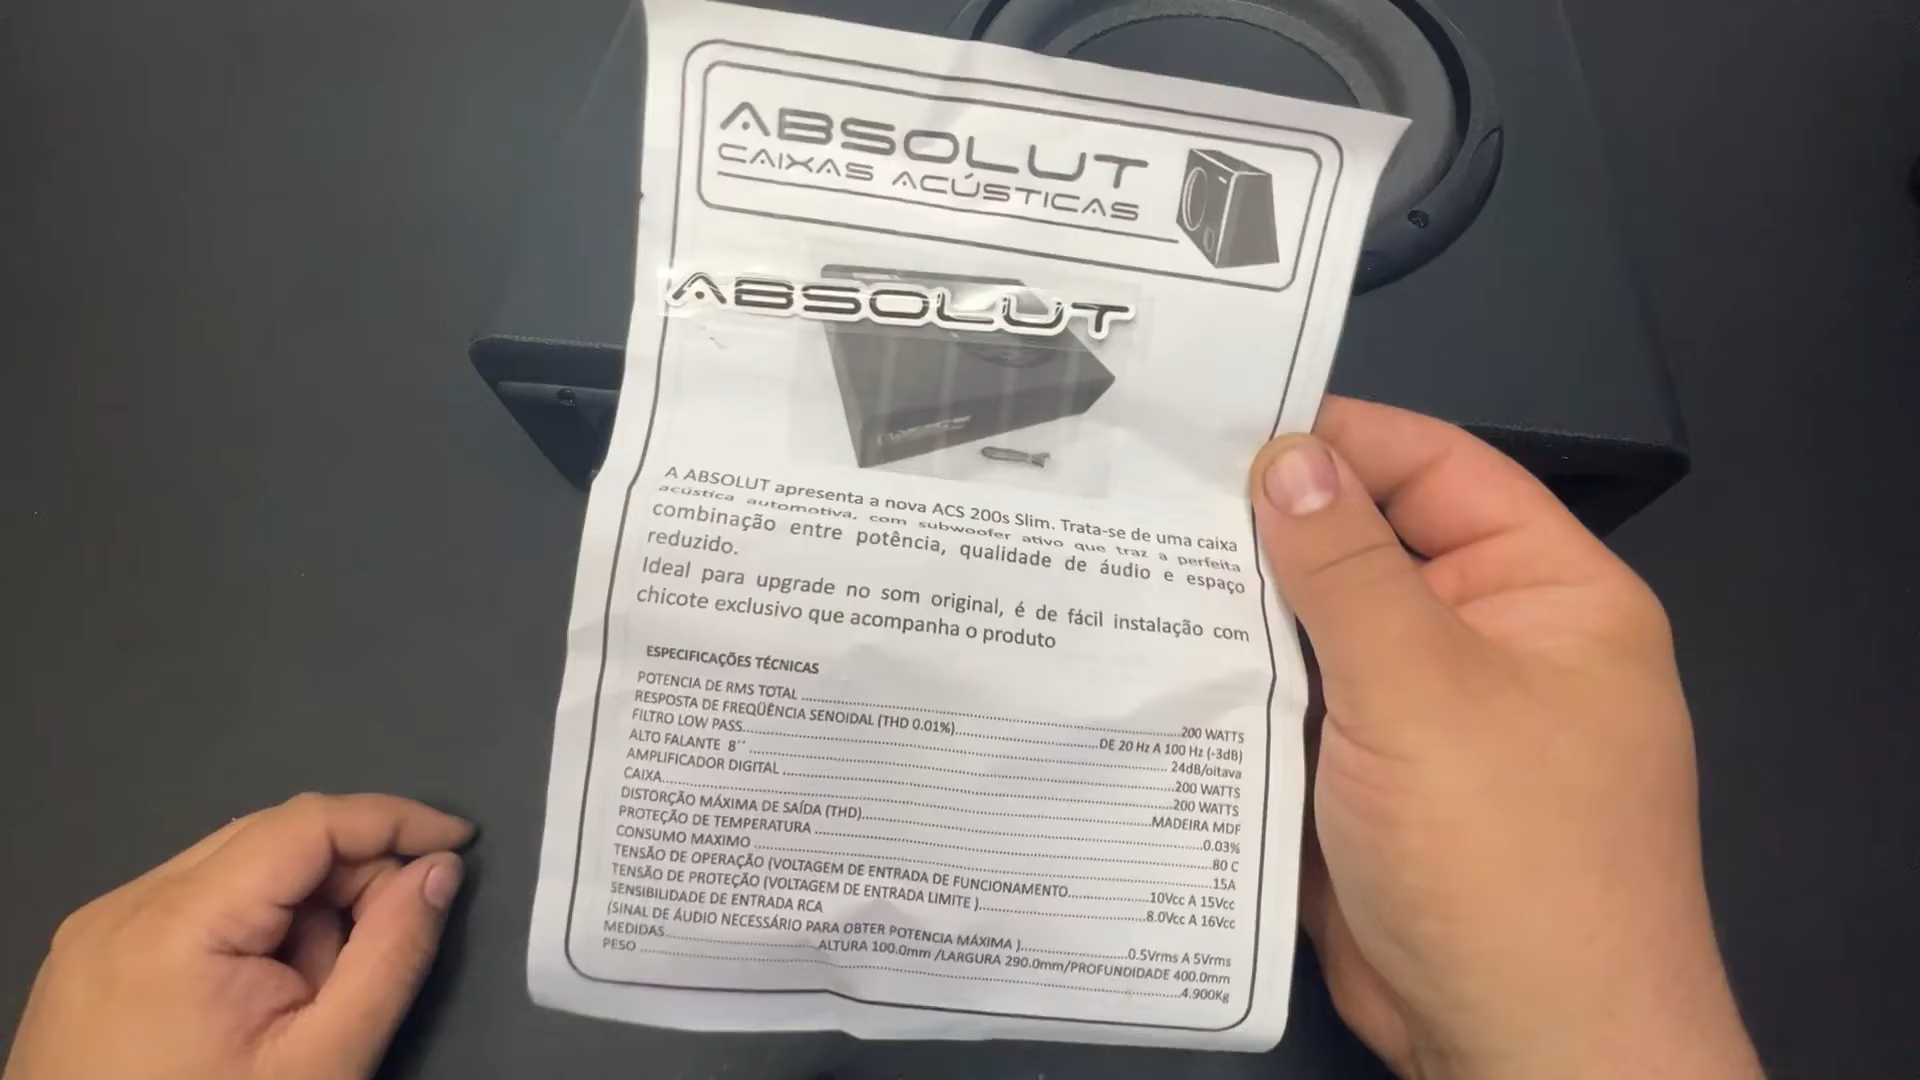 ABSOLUT
CAIXAS ACÚSTICAS
ABSOLUT
A ABSOLUT apresenta a nova ACS 200s Slim. Trata-se de uma caixa
acústica automotiva, com subwoofer ativo que traz a perfeita
combinação entre potência, qualidade de áudio e espaço
reduzido.
Ideal para upgrade no som original, é de fácil instalação com
chicote exclusivo que acompanha o produto
ESPECIFICAÇÕES TÉCNICAS
POTENCIA DE RMS TOTAL ........ 200 WATTS
RESPOSTA DE FREQÜÊNCIA SENOIDAL (THD 0.01%)........ DE 20 Hz A 100 Hz (-3dB)
FILTRO LOW PASS........ 24dB/oitava
ALTO FALANTE 8´´ ........ 200 WATTS
AMPLIFICADOR DIGITAL ........ 200 WATTS
CAIXA........ MADEIRA MDF
DISTORÇÃO MÁXIMA DE SAÍDA (THD)........ 0.03%
PROTEÇÃO DE TEMPERATURA ........ 80 C
CONSUMO MAXIMO ........ 15A
TENSÃO DE OPERAÇÃO (VOLTAGEM DE ENTRADA DE FUNCIONAMENTO........ 10Vcc A 15Vcc
TENSÃO DE PROTEÇÃO (VOLTAGEM DE ENTRADA LIMITE )........ 8.0Vcc A 16Vcc
SENSIBILIDADE DE ENTRADA RCA
(SINAL DE ÁUDIO NECESSÁRIO PARA OBTER POTENCIA MÁXIMA )........ 0.5Vrms A 5Vrms
MEDIDAS........ ALTURA 100.0mm /LARGURA 290.0mm/PROFUNDIDADE 400.0mm
PESO ........ 4.900Kg